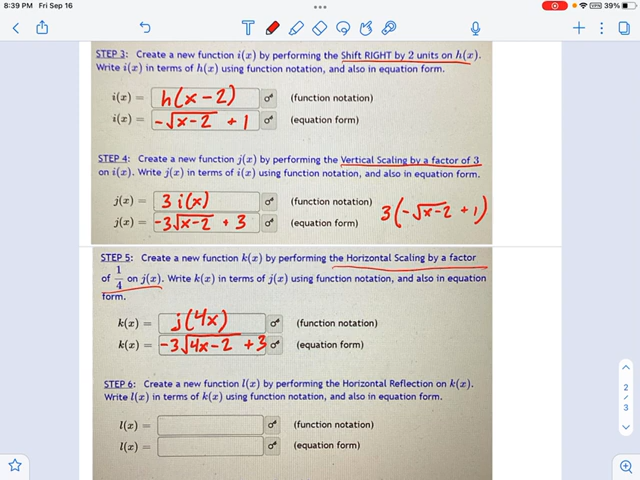 8:39 PM Fri Sep 16
VPN 39%
STEP 3: Create a new function i(x) by performing the Shift RIGHT by 2 units on h(x).
Write i(x) in terms of h(x) using function notation, and also in equation form.
i(x) = h(x-2) (function notation)
i(x) = -√x-2 + 1 (equation form)
STEP 4: Create a new function j(x) by performing the Vertical Scaling by a factor of 3
on i(x). Write j(x) in terms of i(x) using function notation, and also in equation form.
j(x) = 3 i(x) (function notation)
j(x) = -3√x-2 + 3 (equation form) 3(-√x-2 + 1)
STEP 5: Create a new function k(x) by performing the Horizontal Scaling by a factor
of 1/4 on j(x). Write k(x) in terms of j(x) using function notation, and also in equation
form.
k(x) = j(4x) (function notation)
k(x) = -3√4x-2 + 3 (equation form)
STEP 6: Create a new function l(x) by performing the Horizontal Reflection on k(x).
Write l(x) in terms of k(x) using function notation, and also in equation form.
l(x) = (function notation)
l(x) = (equation form)
2
/
3